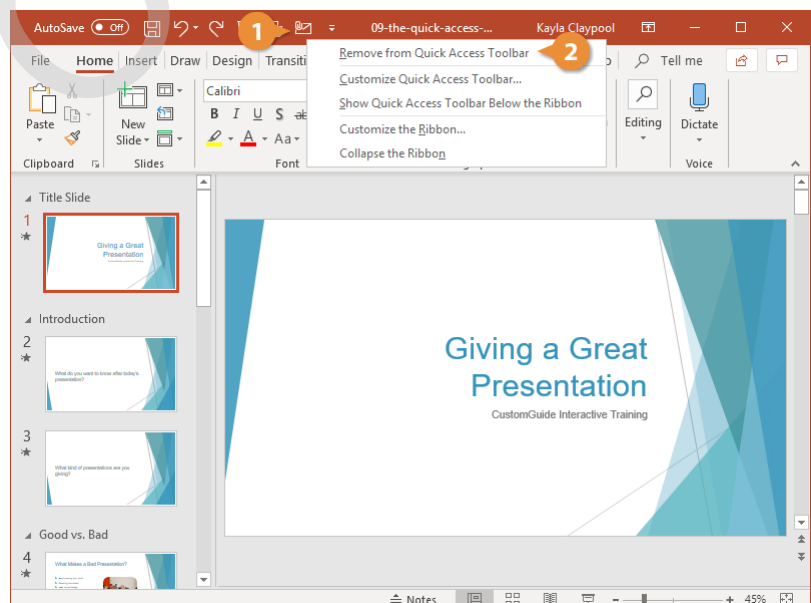 AutoSave Off 09-the-quick-access-... Kayla Claypool
1
Remove from Quick Access Toolbar
2
Customize Quick Access Toolbar...
Show Quick Access Toolbar Below the Ribbon
Customize the Ribbon...
Collapse the Ribbon
File Home Insert Draw Design Transiti Tell me
Paste
New
Slide
Calibri
B I U S ab
A Aa
Editing
Dictate
Clipboard Slides Font Voice
Title Slide
1
Giving a Great
Presentation
Introduction
2
What do you want to know after today's
presentation?
3
What kind of presentations are you
giving?
Good vs. Bad
4
What Makes a Bad Presentation?
Giving a Great
Presentation
CustomGuide Interactive Training
Notes 45%